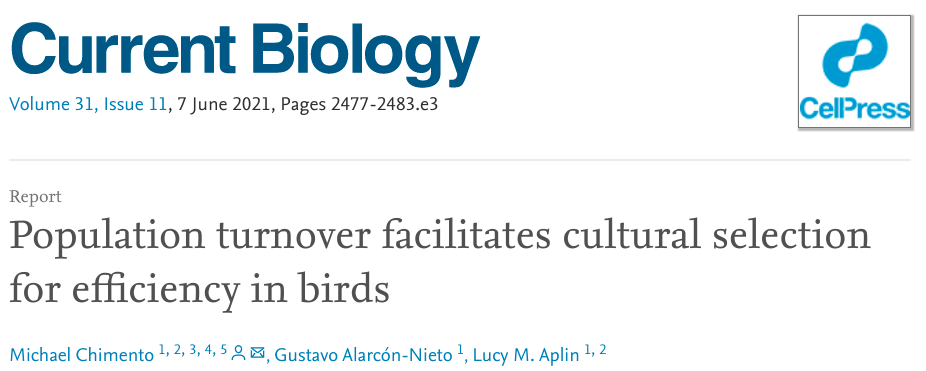 Current Biology
Volume 31, Issue 11, 7 June 2021, Pages 2477-2483.e3
CellPress
Report
Population turnover facilitates cultural selection
for efficiency in birds
Michael Chimento 1, 2, 3, 4, 5, Gustavo Alarcón-Nieto 1, Lucy M. Aplin 1, 2